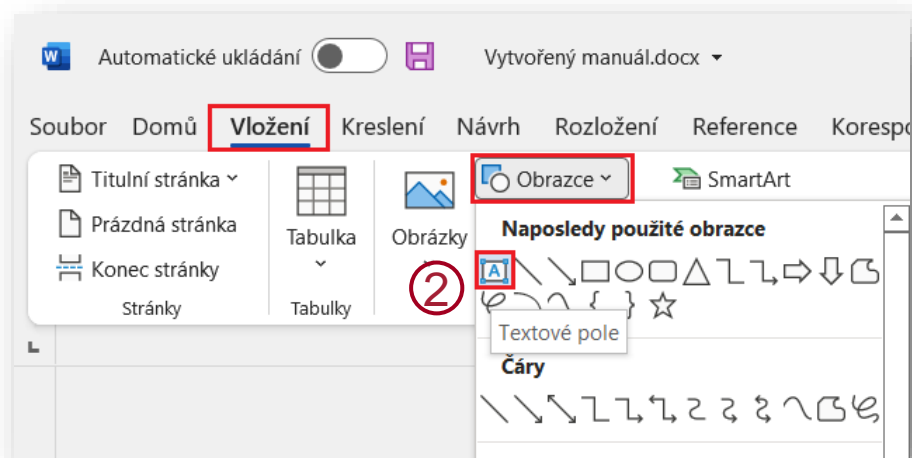 Automatické ukládání Vytvořený manuál.docx
Soubor Domů Vložení Kreslení Návrh Rozložení Reference Korespo
Titulní stránka
Prázdná stránka
Konec stránky
Stránky
Tabulka
Tabulky
Obrázky
2
Obrazce
SmartArt
Naposledy použité obrazce
A
Textové pole
Čáry